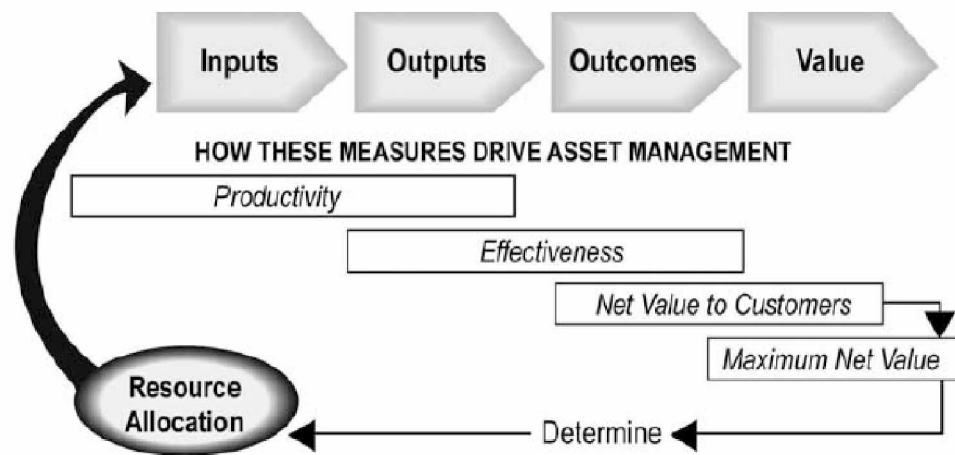 Inputs
Outputs
Outcomes
Value
HOW THESE MEASURES DRIVE ASSET MANAGEMENT
Productivity
Effectiveness
Net Value to Customers
Maximum Net Value
Resource
Allocation
Determine